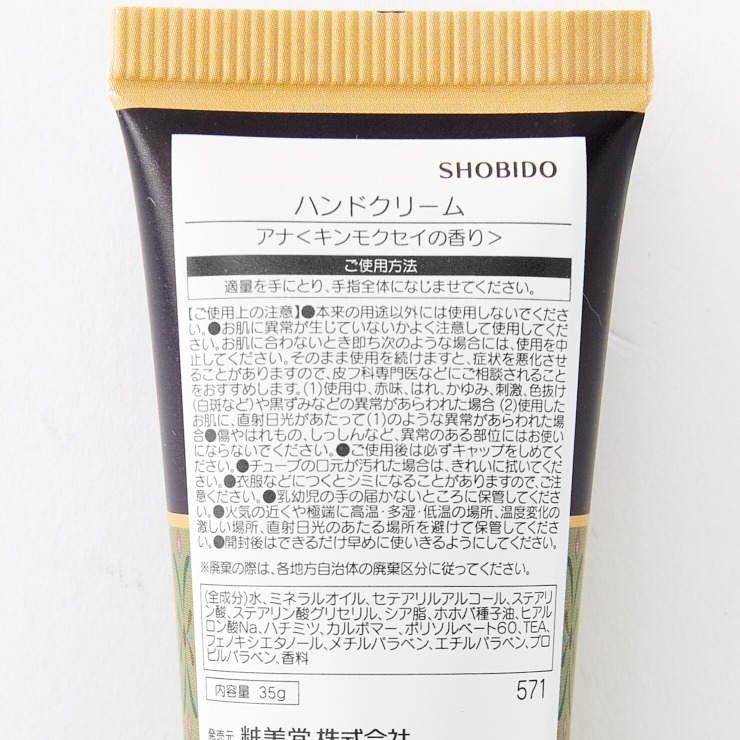 SHOBIDO
ハンドクリーム
アナ<キンモクセイの香り>
ご使用方法
適量を手にとり、手指全体になじませてください。
【ご使用上の注意】●本来の用途以外には使用しないでくださ
い。●お肌に異常が生じていないかよく注意して使用してくだ
さい。お肌に合わないとき即ち次のような場合には、使用を中
止してください。そのまま使用を続けますと、症状を悪化させ
ることがありますので、皮フ科専門医などにご相談されること
をおすすめします。(1)使用中、赤味、はれ、かゆみ、刺激、色抜け
(白斑など)や黒ずみなどの異常があらわれた場合 (2)使用した
お肌に、直射日光があたって(1)のような異常があらわれた場
合●傷やはれもの、しっしんなど、異常のある部位にはお使い
にならないでください。●ご使用後は必ずキャップをしめてく
ださい。●チューブの口元が汚れた場合は、きれいに拭いてくだ
さい。●衣服などにつくとシミになることがありますので、ご注
意ください。●乳幼児の手の届かないところに保管してくださ
い。●火気の近くや極端に高温・多湿・低温の場所、温度変化の
激しい場所、直射日光のあたる場所を避けて保管してくださ
い。●開封後はできるだけ早めに使いきるようにしてください。
※廃棄の際は、各地方自治体の廃棄区分に従ってください。
(全成分)水、ミネラルオイル、セテアリルアルコール、ステアリ
ン酸、ステアリン酸グリセリル、シア脂、ホホバ種子油、ヒアル
ロン酸Na、ハチミツ、カルボマー、ポリソルベート60、TEA、
フェノキシエタノール、メチルパラベン、エチルパラベン、プロ
ピルパラベン、香料
内容量 35g
571
発売元 粧美堂株式会社